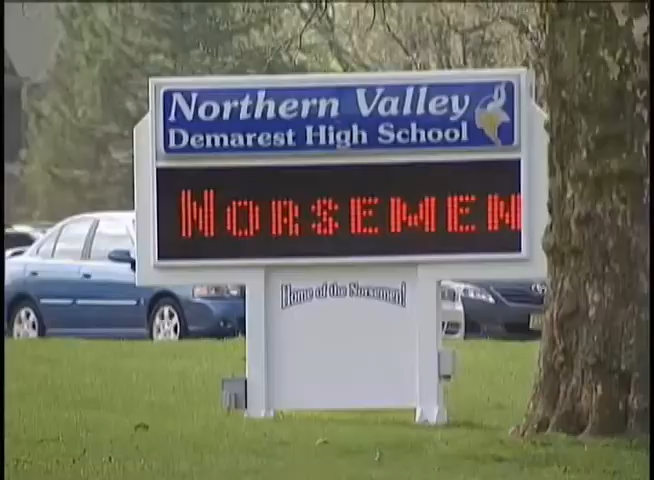 Northern Valley
Demarest High School
NORSEMEN
Home of the Norsemen!